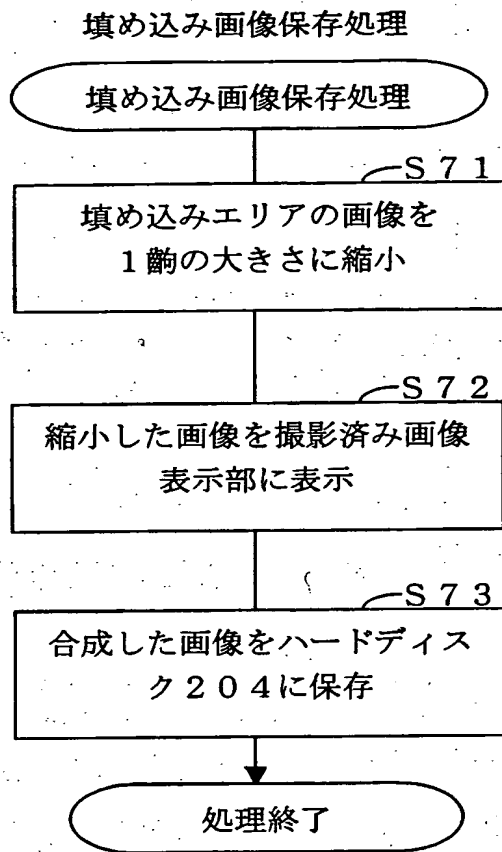 填め込み画像保存処理
填め込み画像保存処理
S71
填め込みエリアの画像を
1齣の大きさに縮小
S72
縮小した画像を撮影済み画像
表示部に表示
S73
合成した画像をハードディス
ク204に保存
処理終了